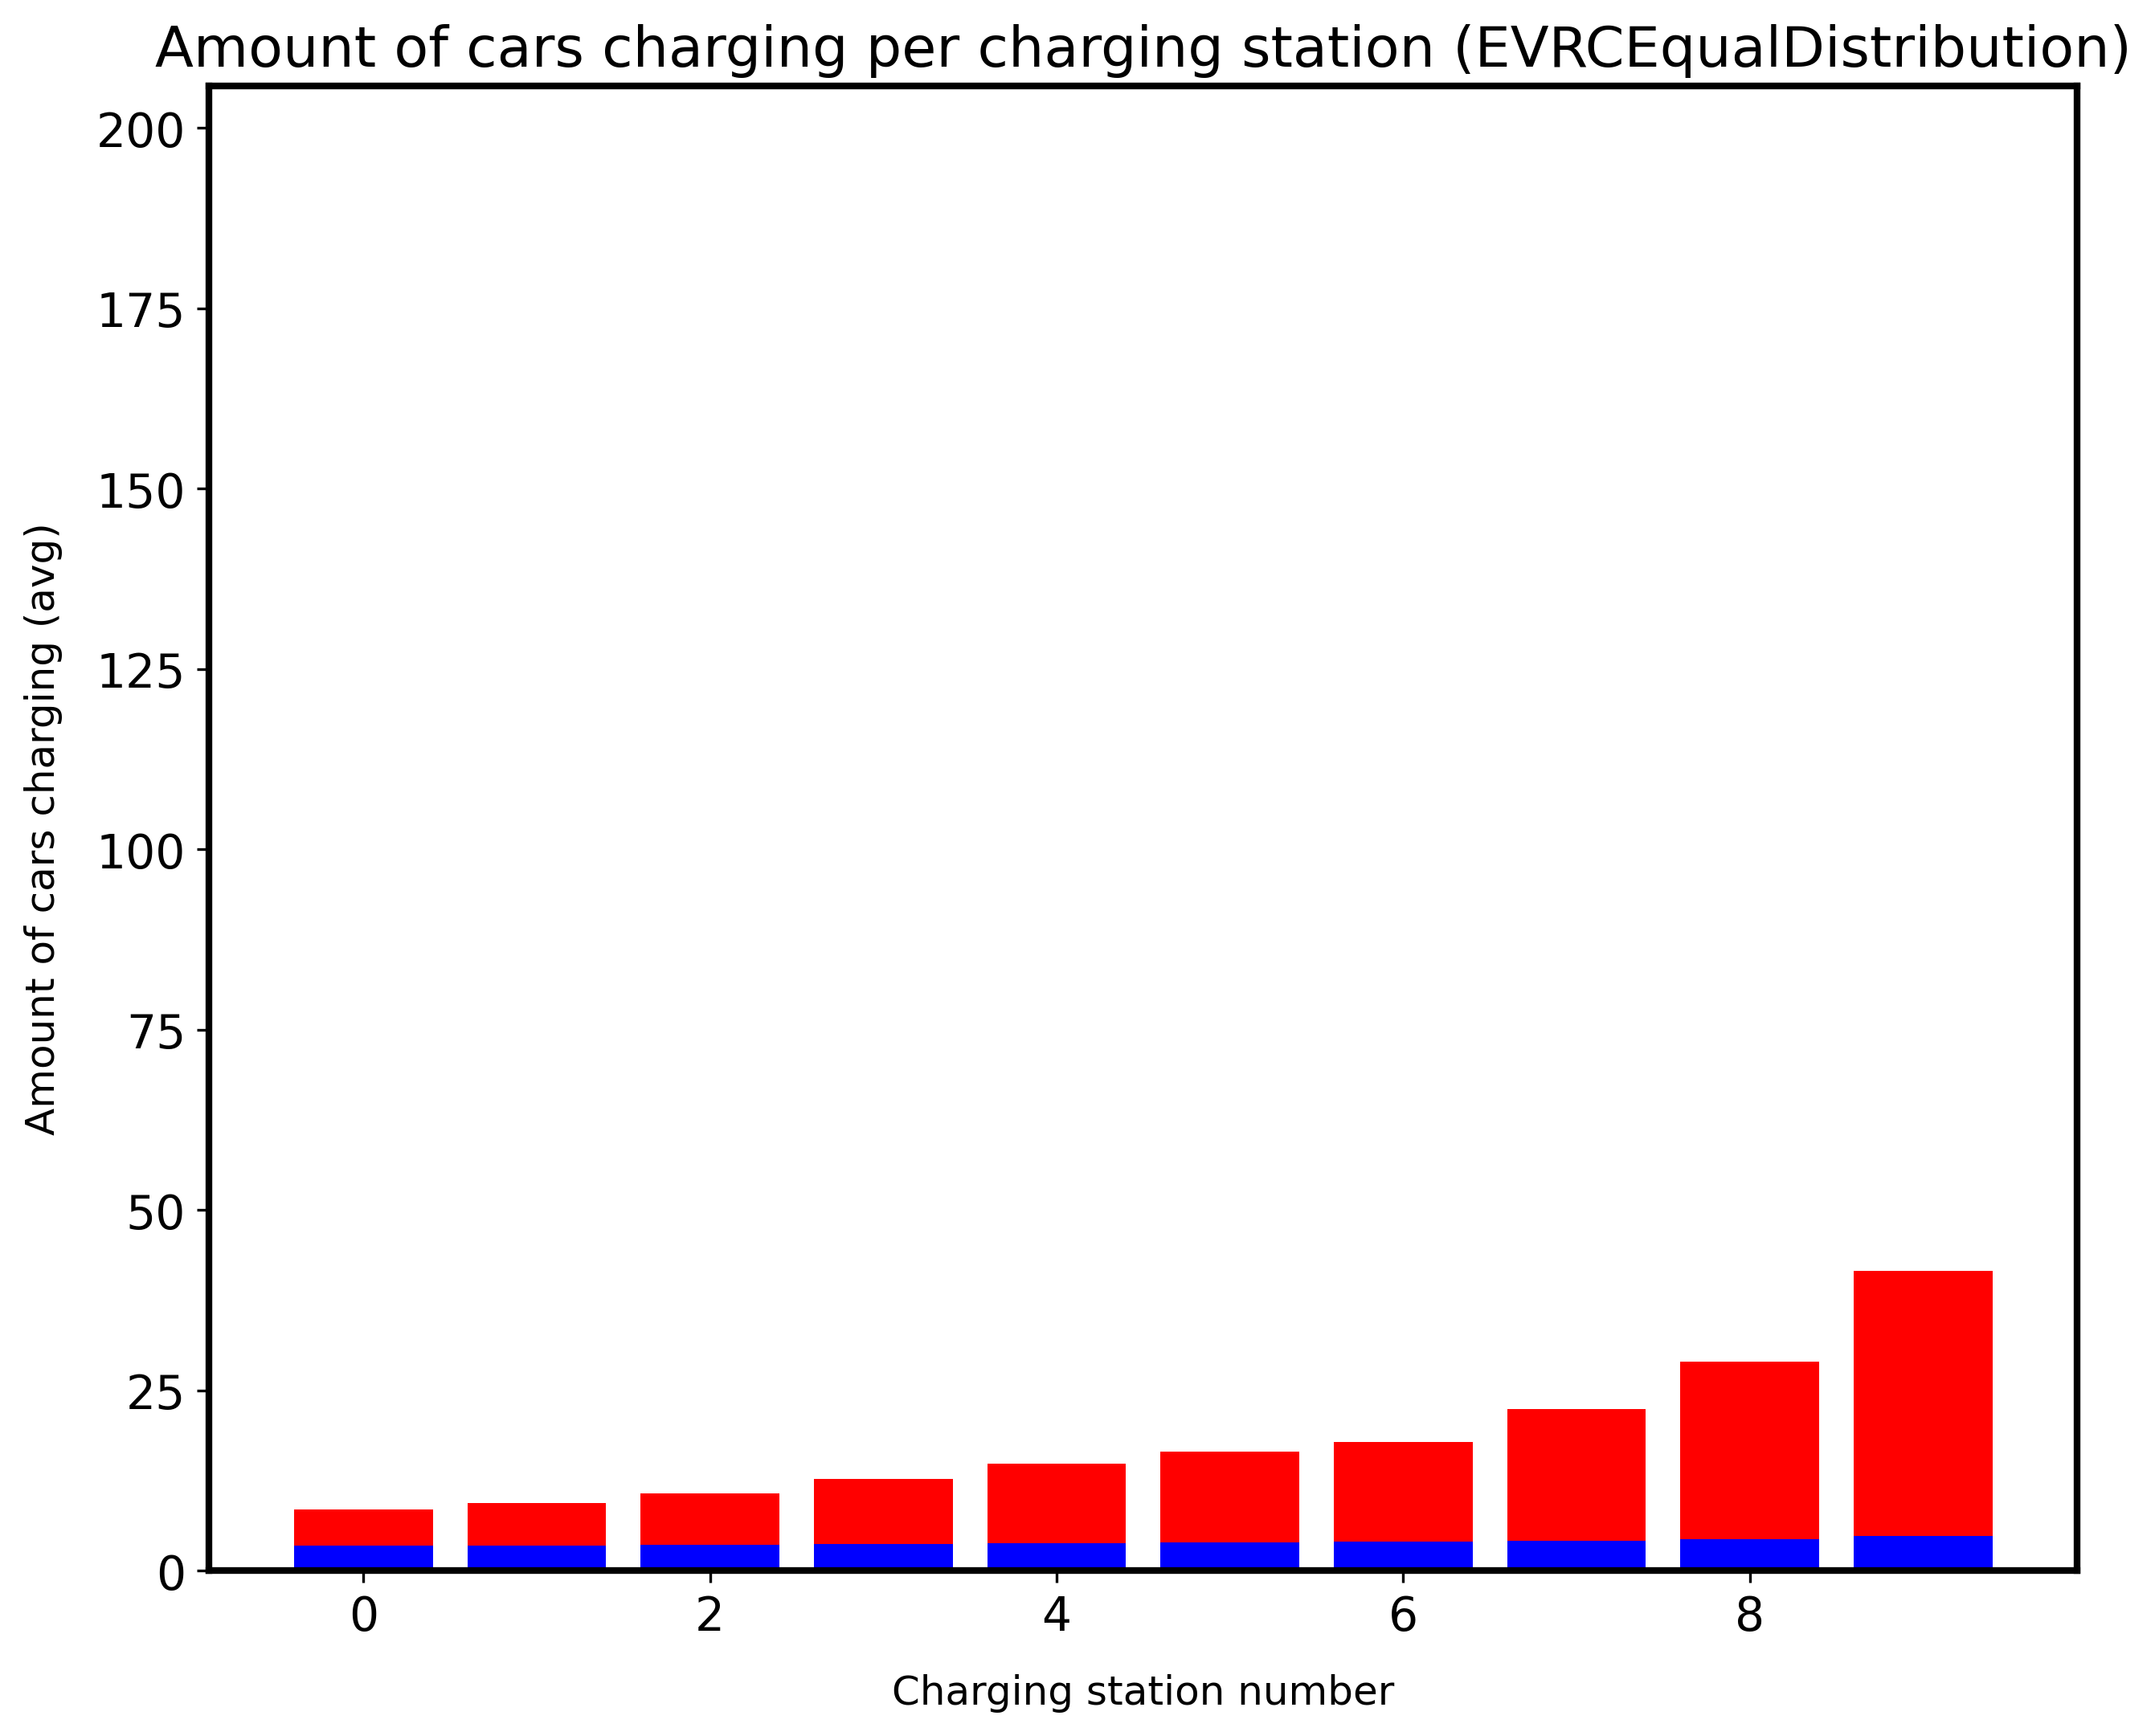 Amount of cars charging per charging station (EVRCEqualDistribution)
200
175
150
125
100
75
50
25
0
Amount of cars charging (avg)
0 2 4 6 8
Charging station number